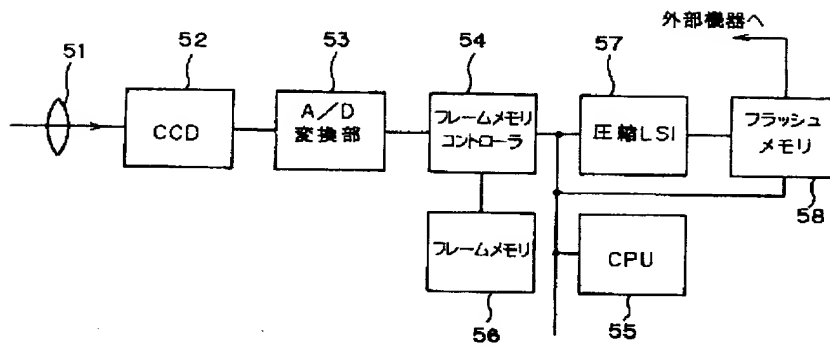 外部機器へ
51
52
53
54
57
CCD
A/D
変換部
フレームメモリ
コントローラ
圧縮LSI
フラッシュ
メモリ
58
フレームメモリ
56
CPU
55